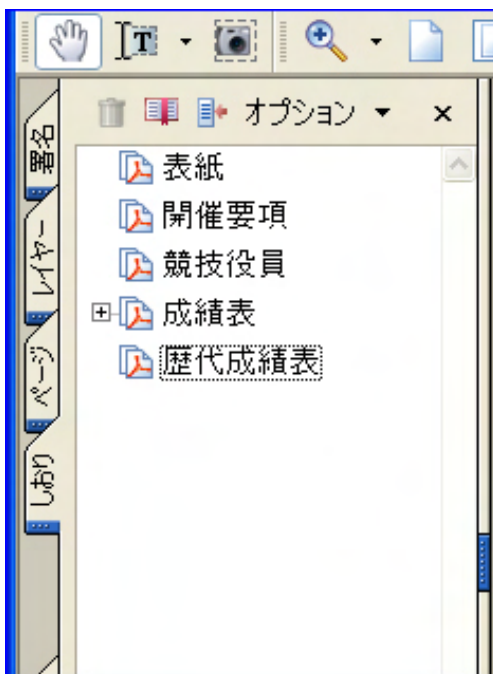 オプション
署名
レイヤー
ページ
しおり
表紙
開催要項
競技役員
成績表
歴代成績表